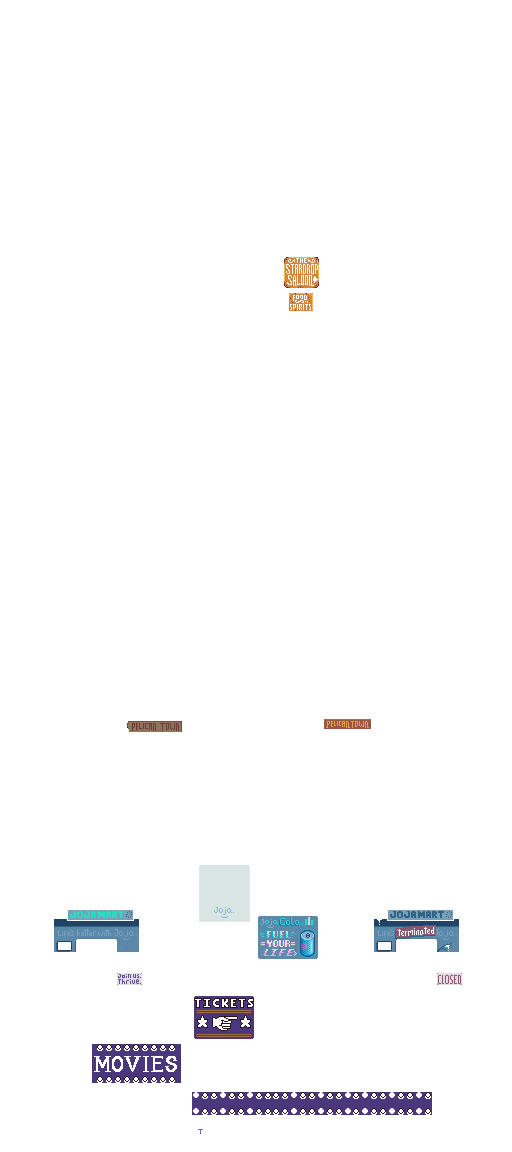 THE
STARDROP
SALOON
FOOD
SPIRITS
PELICAN TOWN
PELICAN TOWN
Joja
JOJAMART
Life's better with Joja
Joja Cola
FUEL
YOUR
LIFE
JOJAMART
Terminated
Joja
Join us.
Thrive.
CLOSED
TICKETS
MOVIES
T